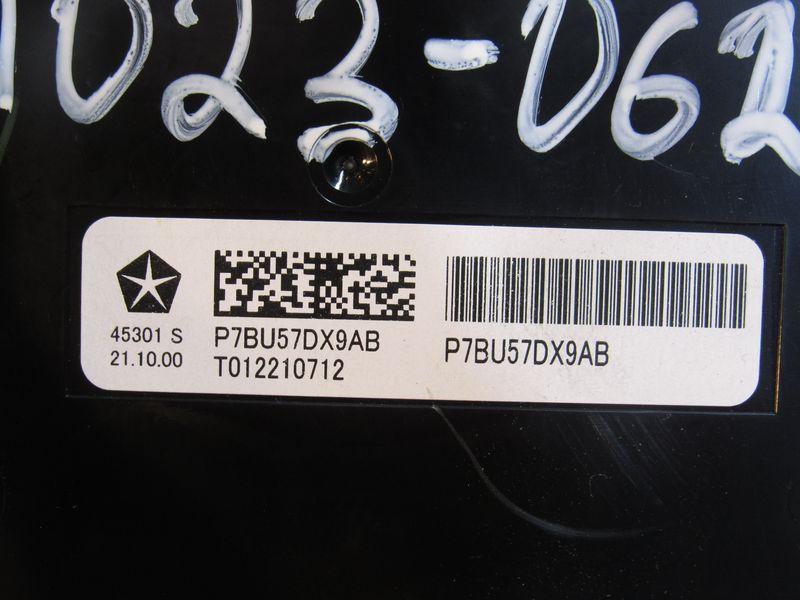 023-062
45301 S
21.10.00
P7BU57DX9AB
T012210712
P7BU57DX9AB